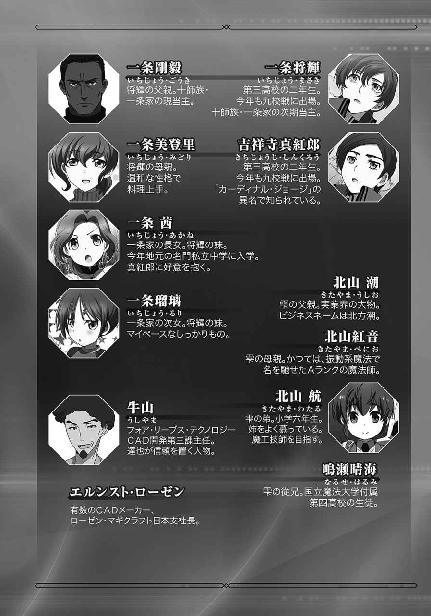 一条剛毅
いちじょう・ごうき
将輝の父親。十師族・
一条家の現当主。
一条将輝
いちじょう・まさき
第三高校の二年生。
今年も九校戦に出場。
十師族・一条家の次期当主。
一条美登里
いちじょう・みどり
将輝の母親。
温和な性格で
料理上手。
吉祥寺真紅郎
きちじょうじ・しんくろう
第三高校の二年生。
今年も九校戦に出場。
「カーディナル・ジョージ」の
異名で知られている。
一条 茜
いちじょう・あかね
一条家の長女。将輝の妹。
今年地元の名門私立中学に入学。
真紅郎に好意を抱く。
一条瑠璃
いちじょう・るり
一条家の次女。将輝の妹。
マイペースなしっかりもの。
北山 潮
きたやま・うしお
雫の父親。実業界の大物。
ビジネスネームは北方潮。
北山紅音
きたやま・べにお
雫の母親。かつては、振動系魔法で
名を馳せたAランクの魔法師。
北山 航
きたやま・わたる
雫の弟。小学六年生。
姉をよく慕っている。
魔工技師を目指す。
牛山
うしやま
フォア・リーブス・テクノロジー
CAD開発第三課主任。
達也が信頼を置く人物。
鳴瀬晴海
なるせ・はるみ
雫の従兄。国立魔法大学付属
第四高校の生徒。
エルンスト・ローゼン
有数のCADメーカー、
ローゼン・マギクラフト日本支社長。